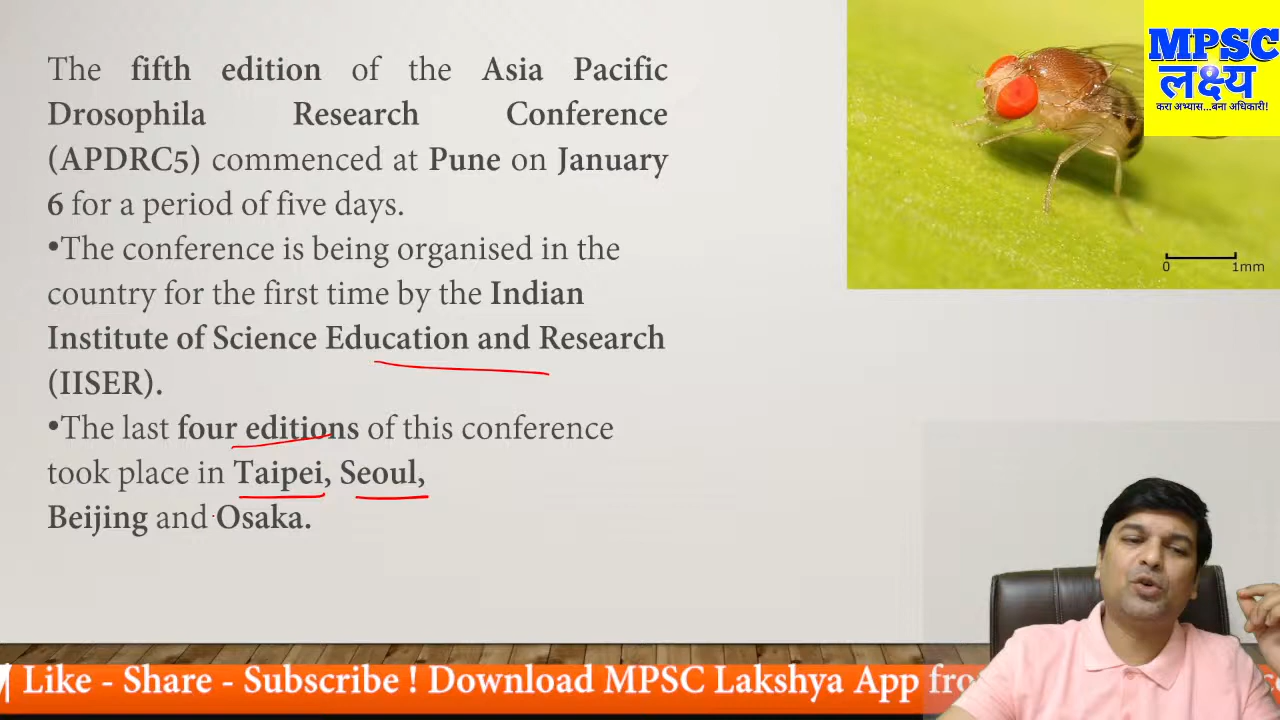 The fifth edition of the Asia Pacific
Drosophila Research Conference
(APDRC5) commenced at Pune on January
6 for a period of five days.
•The conference is being organised in the
country for the first time by the Indian
Institute of Science Education and Research
(IISER).
•The last four editions of this conference
took place in Taipei, Seoul,
Beijing and Osaka.
MPSC
लक्ष्य
करा अभ्यास...बना अधिकारी!
0 1mm
Like - Share - Subscribe ! Download MPSC Lakshya App